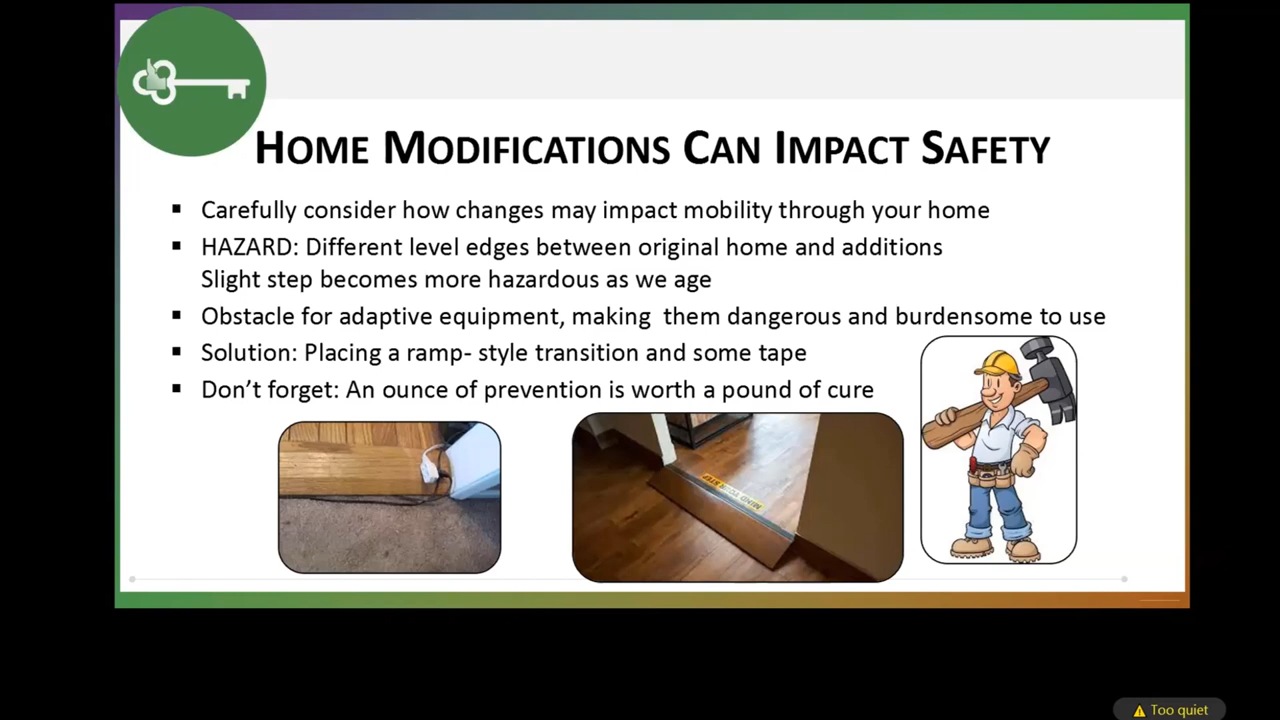 HOME MODIFICATIONS CAN IMPACT SAFETY
▪ Carefully consider how changes may impact mobility through your home
▪ HAZARD: Different level edges between original home and additions
Slight step becomes more hazardous as we age
▪ Obstacle for adaptive equipment, making  them dangerous and burdensome to use
▪ Solution: Placing a ramp- style transition and some tape
▪ Don’t forget: An ounce of prevention is worth a pound of cure
MIND YOUR STEP
Too quiet